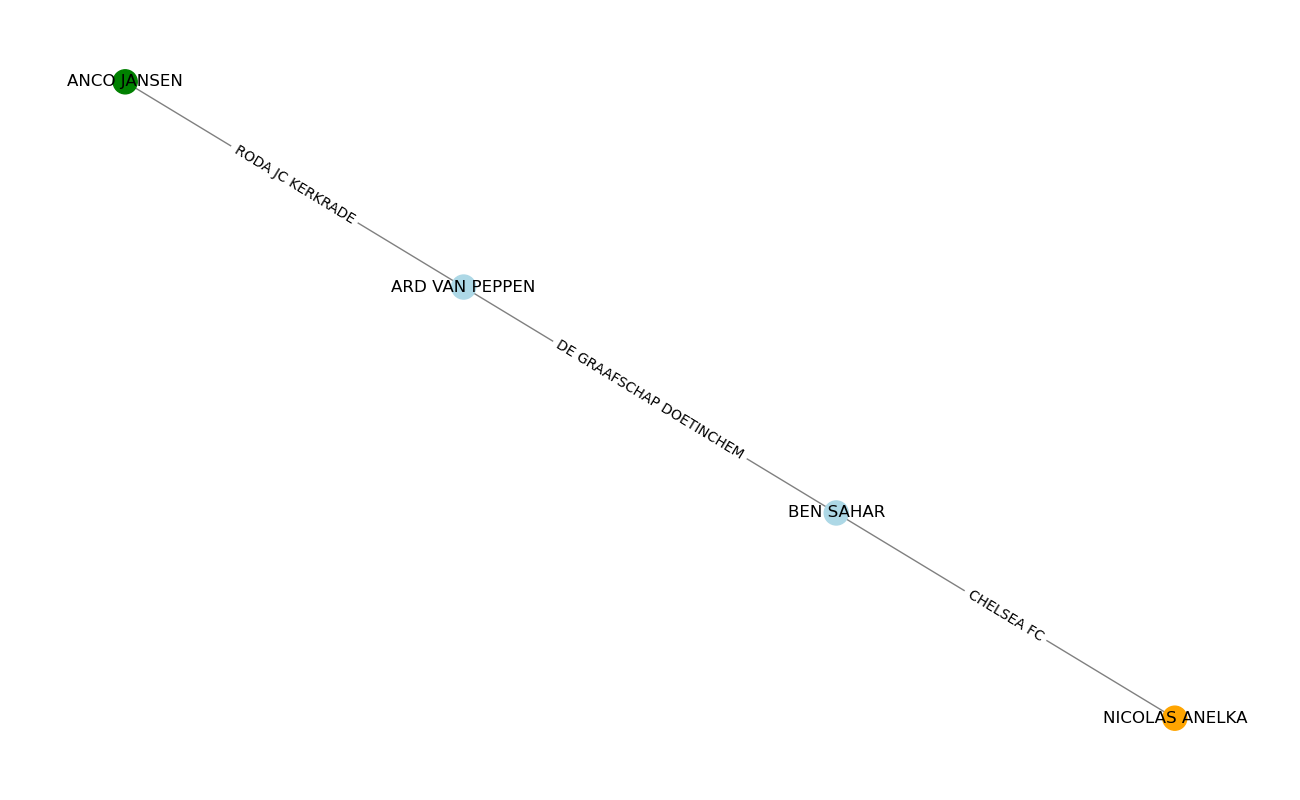 ANCO JANSEN
RODA JC KERKRADE
ARD VAN PEPPEN
DE GRAAFSCHAP DOETINCHEM
BEN SAHAR
CHELSEA FC
NICOLAS ANELKA